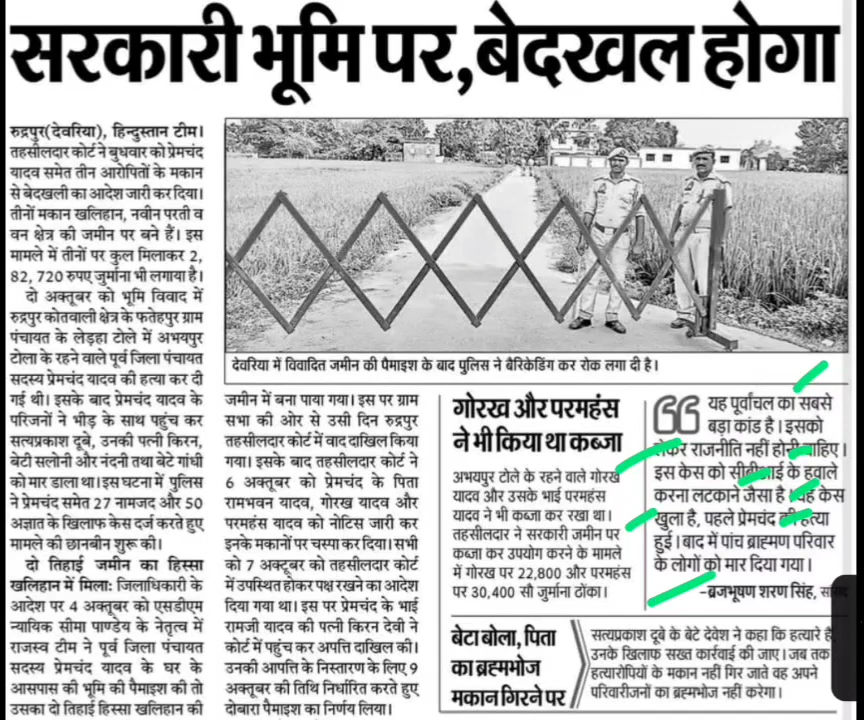 सरकारी भूमि पर, बेदखल होगा
रुद्रपुर(देवरिया), हिन्दुस्तान टीम।
तहसीलदार कोर्ट ने बुधवार को प्रेमचंद
यादव समेत तीन आरोपितों के मकान
से बेदखली का आदेश जारी कर दिया।
तीनों मकान खलिहान, नवीन परती व
वन क्षेत्र की जमीन पर बने हैं। इस
मामले में तीनों पर कुल मिलाकर 2,
82, 720 रुपए जुर्माना भी लगाया है।
दो अक्तूबर को भूमि विवाद में
रुद्रपुर कोतवाली क्षेत्र के फतेहपुर ग्राम
पंचायत के लेड़हा टोले में अभयपुर
टोला के रहने वाले पूर्व जिला पंचायत
सदस्य प्रेमचंद यादव की हत्या कर दी
गई थी। इसके बाद प्रेमचंद यादव के
परिजनों ने भीड़ के साथ पहुंच कर
सत्यप्रकाश दूबे, उनकी पत्नी किरन,
बेटी सलोनी और नंदनी तथा बेटे गांधी
को मार डाला था। इस घटना में पुलिस
ने प्रेमचंद समेत 27 नामजद और 50
अज्ञात के खिलाफ केस दर्ज करते हुए
मामले की छानबीन शुरू की।
दो तिहाई जमीन का हिस्सा
खलिहान में मिला: जिलाधिकारी के
आदेश पर 4 अक्तूबर को एसडीएम
न्यायिक सीमा पाण्डेय के नेतृत्व में
राजस्व टीम ने पूर्व जिला पंचायत
सदस्य प्रेमचंद यादव के घर के
आसपास की भूमि की पैमाइश की तो
उसका दो तिहाई हिस्सा खलिहान की
देवरिया में विवादित जमीन की पैमाइश के बाद पुलिस ने बैरिकेडिंग कर रोक लगा दी है।
जमीन में बना पाया गया। इस पर ग्राम
सभा की ओर से उसी दिन रुद्रपुर
तहसीलदार कोर्ट में वाद दाखिल किया
गया। इसके बाद तहसीलदार कोर्ट ने
6 अक्तूबर को प्रेमचंद के पिता
रामभवन यादव, गोरख यादव और
परमहंस यादव को नोटिस जारी कर
इनके मकानों पर चस्पा कर दिया। सभी
को 7 अक्टूबर को तहसीलदार कोर्ट
में उपस्थित होकर पक्ष रखने का आदेश
दिया गया था। इस पर प्रेमचंद के भाई
रामजी यादव की पत्नी किरन देवी ने
कोर्ट में पहुंच कर अपत्ति दाखिल की।
उनकी आपत्ति के निस्तारण के लिए 9
अक्तूबर की तिथि निर्धारित करते हुए
दोबारा पैमाइश का निर्णय लिया।
गोरख और परमहंस
ने भी किया था कब्जा
अभयपुर टोले के रहने वाले गोरख
यादव और उसके भाई परमहंस
यादव ने भी कब्जा कर रखा था।
तहसीलदार ने सरकारी जमीन पर
कब्जा कर उपयोग करने के मामले
में गोरख पर 22,800 और परमहंस
पर 30,400 सौ जुर्माना ठोंका।
यह पूर्वांचल का सबसे
बड़ा कांड है। इसको
लेकर राजनीति नहीं होनी चाहिए।
इस केस को सीबीआई के हवाले
करना लटकाने जैसा है। यह केस
खुला है, पहले प्रेमचंद की हत्या
हुई। बाद में पांच ब्राह्मण परिवार
के लोगों को मार दिया गया।
-ब्रजभूषण शरण सिंह,
बेटा बोला, पिता
का ब्रह्मभोज
मकान गिरने पर
सत्यप्रकाश दूबे के बेटे देवेश ने कहा कि हत्यारे है
उनके खिलाफ सख्त कार्रवाई की जाए। जब तक
हत्यारोपियों के मकान नहीं गिर जाते वह अपने
परिवारीजनों का ब्रह्मभोज नहीं करेगा।